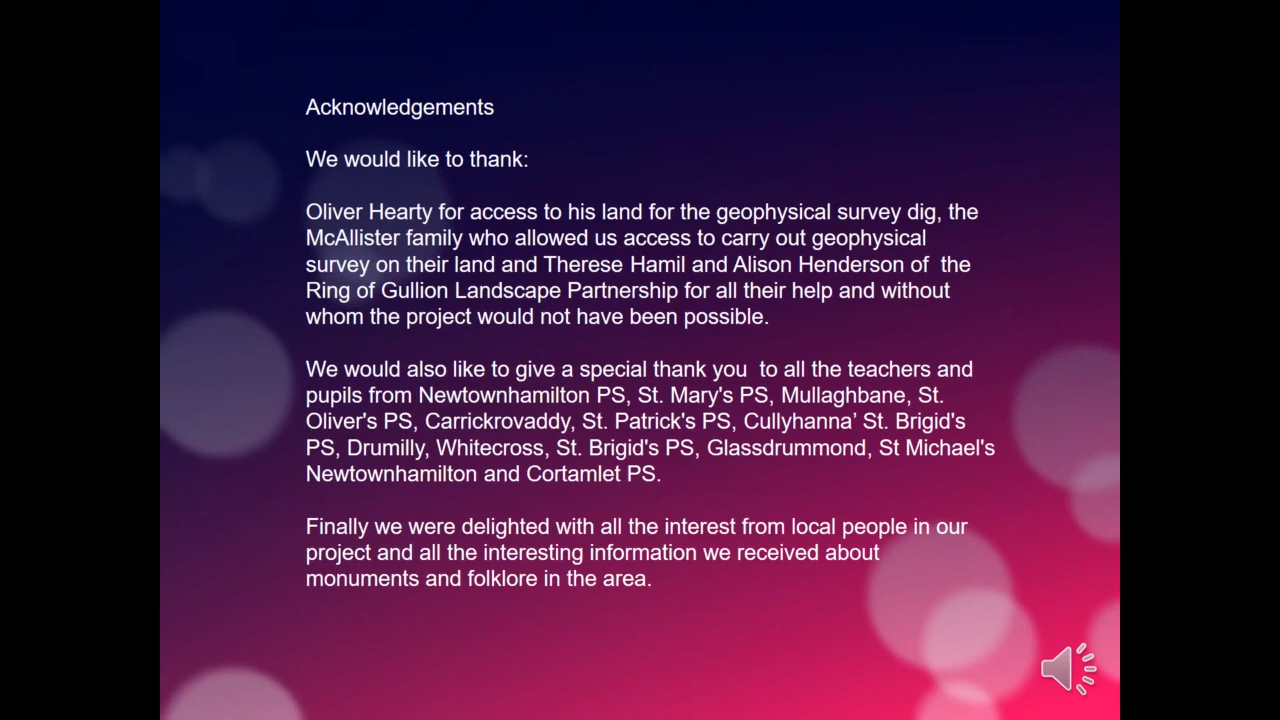 Acknowledgements
We would like to thank:
Oliver Hearty for access to his land for the geophysical survey dig, the
McAllister family who allowed us access to carry out geophysical
survey on their land and Therese Hamil and Alison Henderson of  the
Ring of Gullion Landscape Partnership for all their help and without
whom the project would not have been possible.
We would also like to give a special thank you  to all the teachers and
pupils from Newtownhamilton PS, St. Mary's PS, Mullaghbane, St.
Oliver's PS, Carrickrovaddy, St. Patrick's PS, Cullyhanna’ St. Brigid's
PS, Drumilly, Whitecross, St. Brigid's PS, Glassdrummond, St Michael's
Newtownhamilton and Cortamlet PS.
Finally we were delighted with all the interest from local people in our
project and all the interesting information we received about
monuments and folklore in the area.